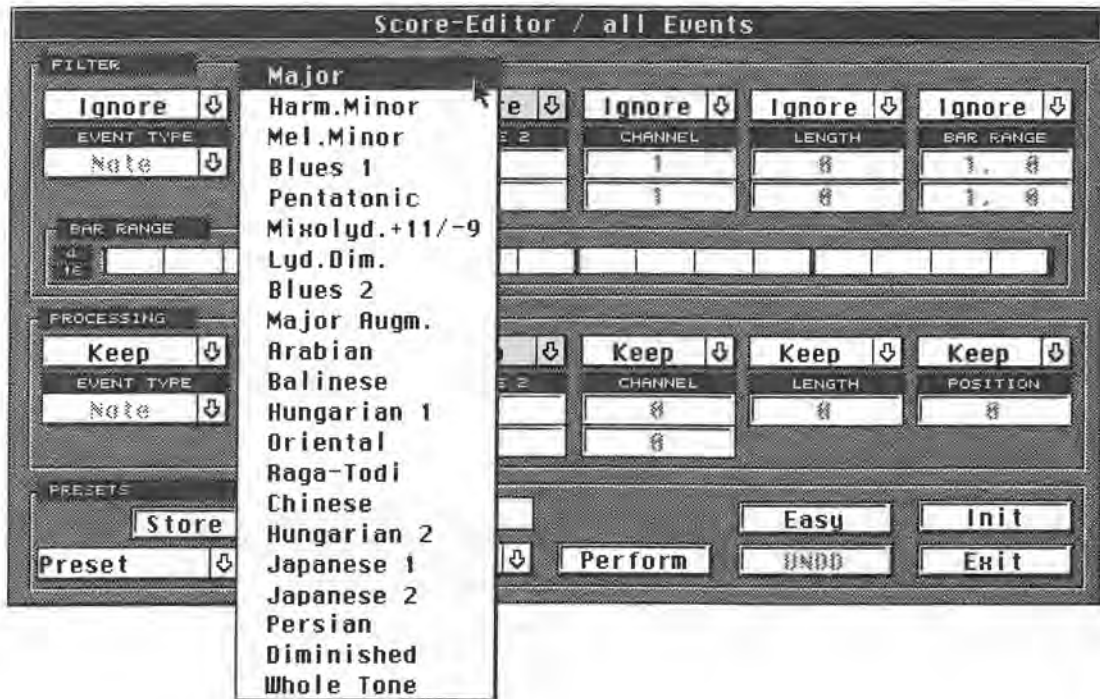 Score-Editor / all Events
FILTER
Ignore
EVENT TYPE
Note
Major
Harm.Minor
Mel.Minor
Blues 1
Pentatonic
Mixolyd.+11/-9
Lyd.Dim.
Blues 2
Major Augm.
Arabian
Balinese
Hungarian 1
Oriental
Raga-Todi
Chinese
Hungarian 2
Japanese 1
Japanese 2
Persian
Diminished
Whole Tone
Ignore Ignore Ignore
2 CHANNEL LENGTH BAR RANGE
1 0 1. 0
1 0 1. 0
BAR RANGE
4
16
PROCESSING
Keep Keep Keep Keep
EVENT TYPE 2 CHANNEL LENGTH POSITION
Note 0 0 0
0
PRESETS
Store Easy Init
Preset Perform UNDO Exit